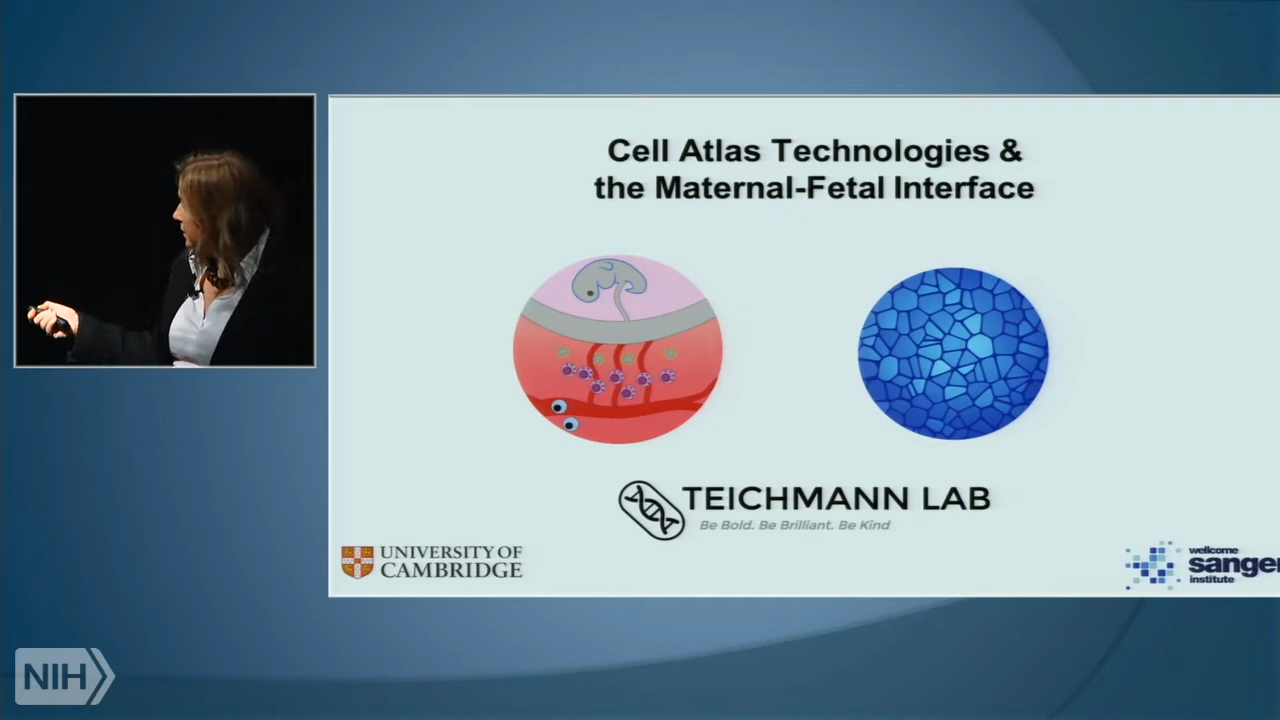 Cell Atlas Technologies &
the Maternal-Fetal Interface
TEICHMANN LAB
Be Bold. Be Brilliant. Be Kind
UNIVERSITY OF
CAMBRIDGE
wellcome
sanger
institute
NIH